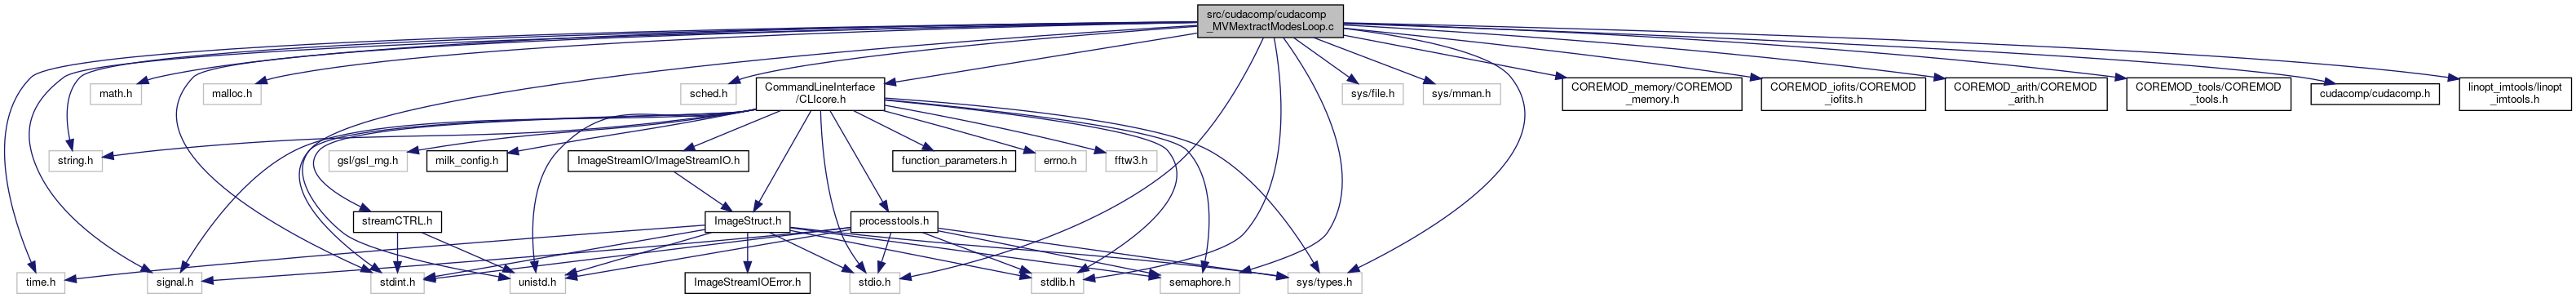 src/cudacomp/cudacomp
_MVMextractModesLoop.c
math.h
malloc.h
sched.h
CommandLineInterface
/CLIcore.h
sys/file.h
sys/mman.h
COREMOD_memory/COREMOD
_memory.h
COREMOD_iofits/COREMOD
_iofits.h
COREMOD_arith/COREMOD
_arith.h
COREMOD_tools/COREMOD
_tools.h
cudacomp/cudacomp.h
linopt_imtools/linopt
_imtools.h
string.h
gsl/gsl_rng.h
milk_config.h
ImageStreamIO/ImageStreamIO.h
function_parameters.h
errno.h
fftw3.h
streamCTRL.h
ImageStruct.h
processtools.h
time.h
signal.h
stdint.h
unistd.h
ImageStreamIOError.h
stdio.h
stdlib.h
semaphore.h
sys/types.h